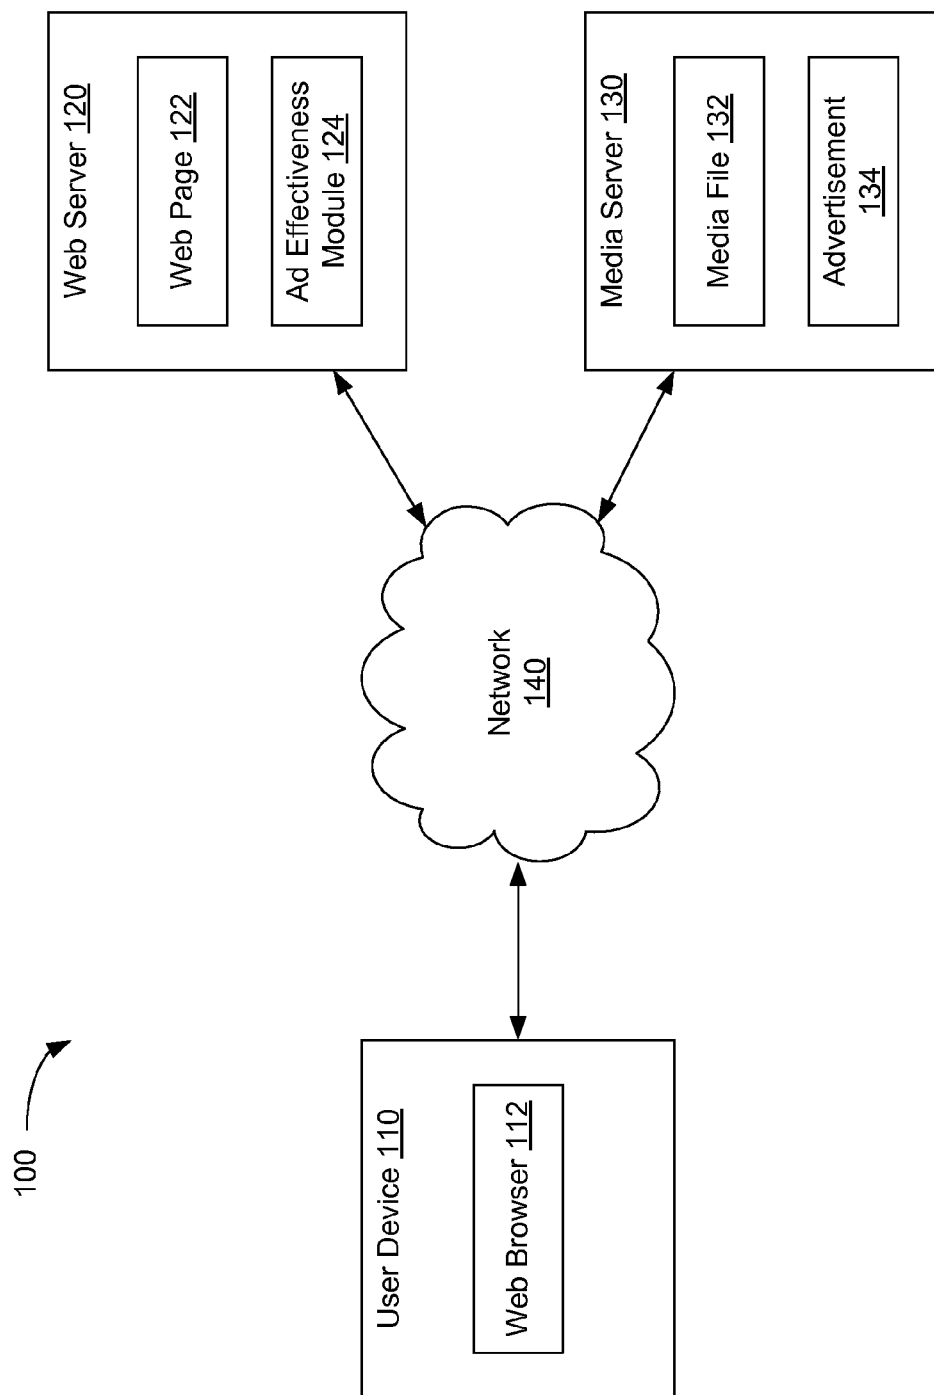 100
User Device 110
Web Browser 112
Network
140
Web Server 120
Web Page 122
Ad Effectiveness
Module 124
Media Server 130
Media File 132
Advertisement
134